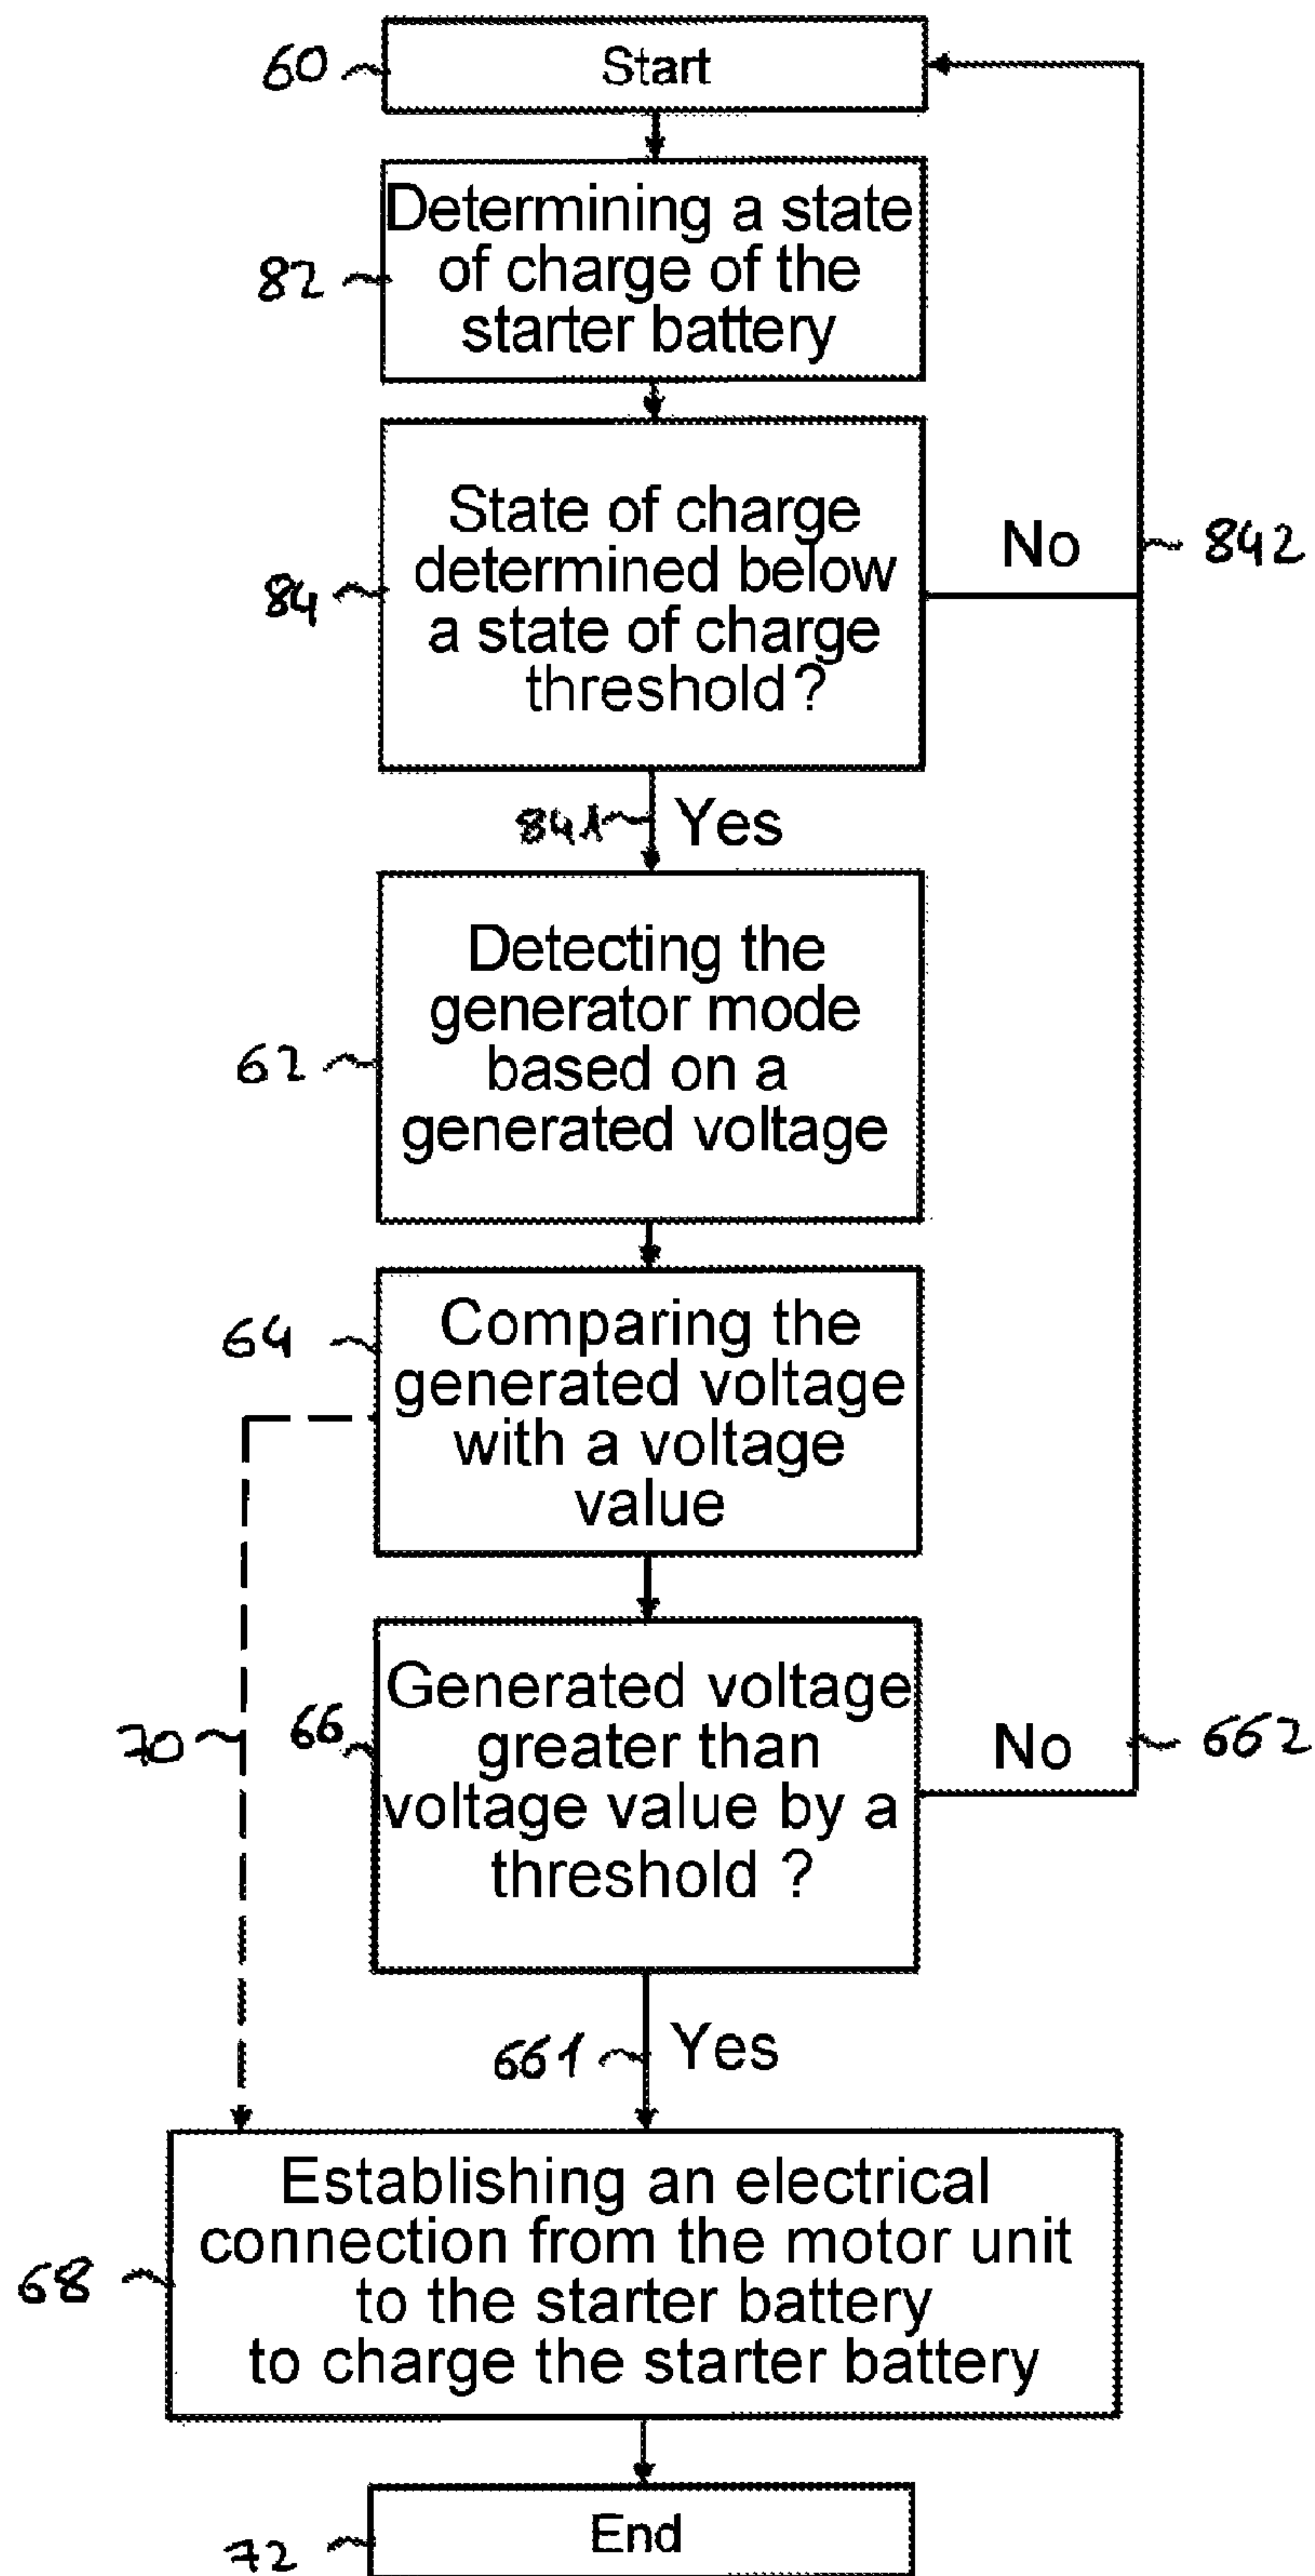 60
Start
Determining a state
of charge of the
starter battery
82
State of charge
determined below
a state of charge
threshold?
84
No
842
841
Yes
Detecting the
generator mode
based on a
generated voltage
62
Comparing the
generated voltage
with a voltage
value
64
70
66
Generated voltage
greater than
voltage value by a
threshold ?
No
662
661
Yes
Establishing an electrical
connection from the motor unit
to the starter battery
to charge the starter battery
68
End
72